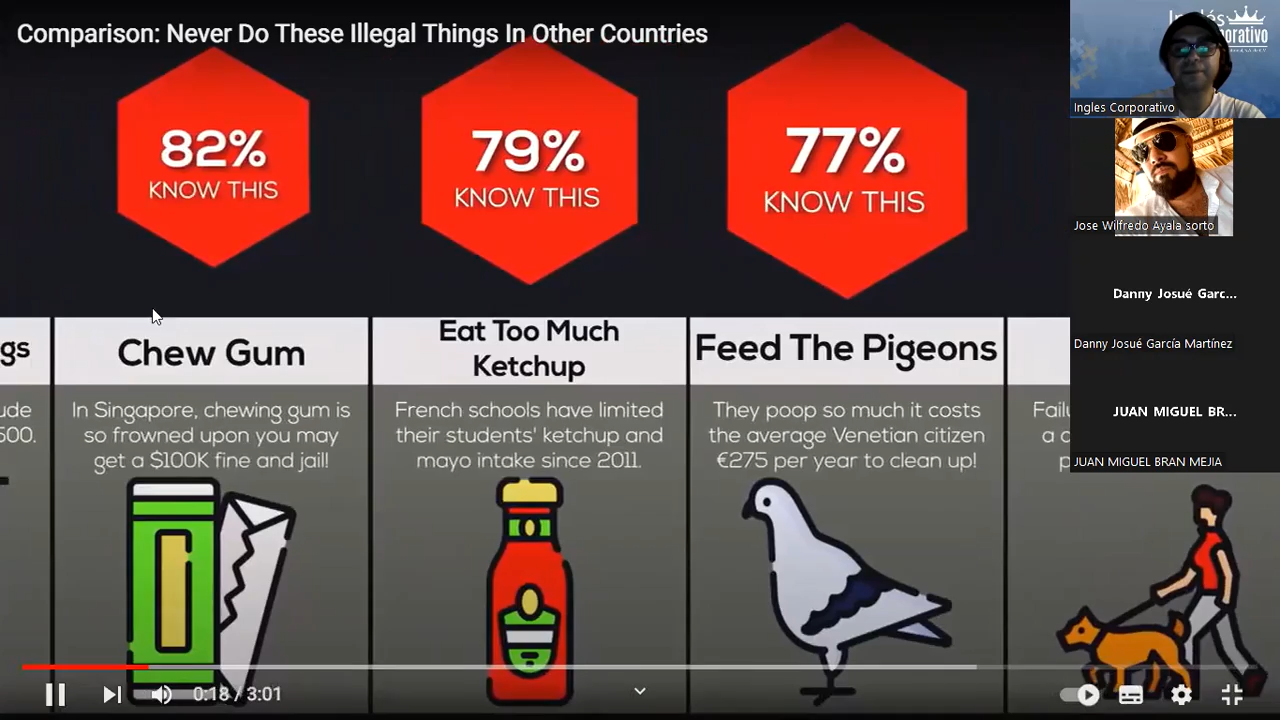 Comparison: Never Do These Illegal Things In Other Countries
82%
KNOW THIS
79%
KNOW THIS
77%
KNOW THIS
gs
ude
500.
Chew Gum
In Singapore, chewing gum is
so frowned upon you may
get a $100K fine and jail!
Eat Too Much
Ketchup
French schools have limited
their students' ketchup and
mayo intake since 2011.
Feed The Pigeons
They poop so much it costs
the average Venetian citizen
€275 per year to clean up!
Failu
a c
p
0:18 / 3:01
Ingles Corporativo
Jose Wilfredo Ayala sorto
Danny Josué Garc...
Danny Josué García Martínez
JUAN MIGUEL BR...
JUAN MIGUEL BRAN MEJIA